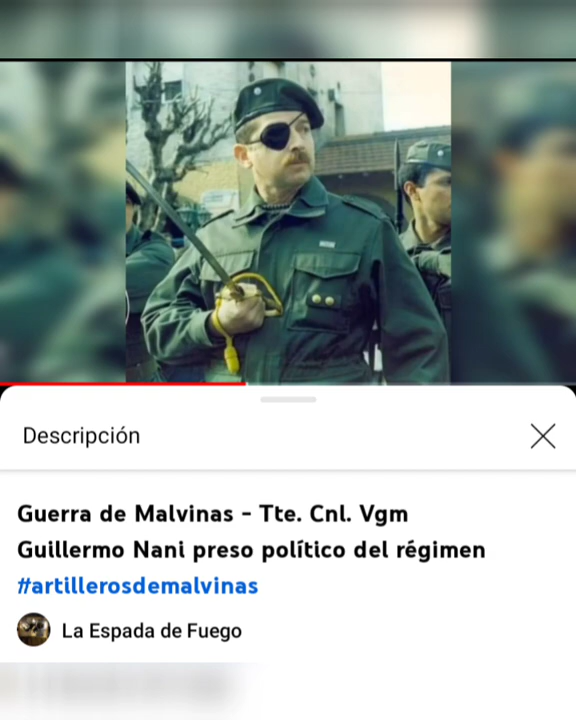 Descripción
Guerra de Malvinas - Tte. Cnl. Vgm
Guillermo Nani preso político del régimen
#artillerosdemalvinas
La Espada de Fuego